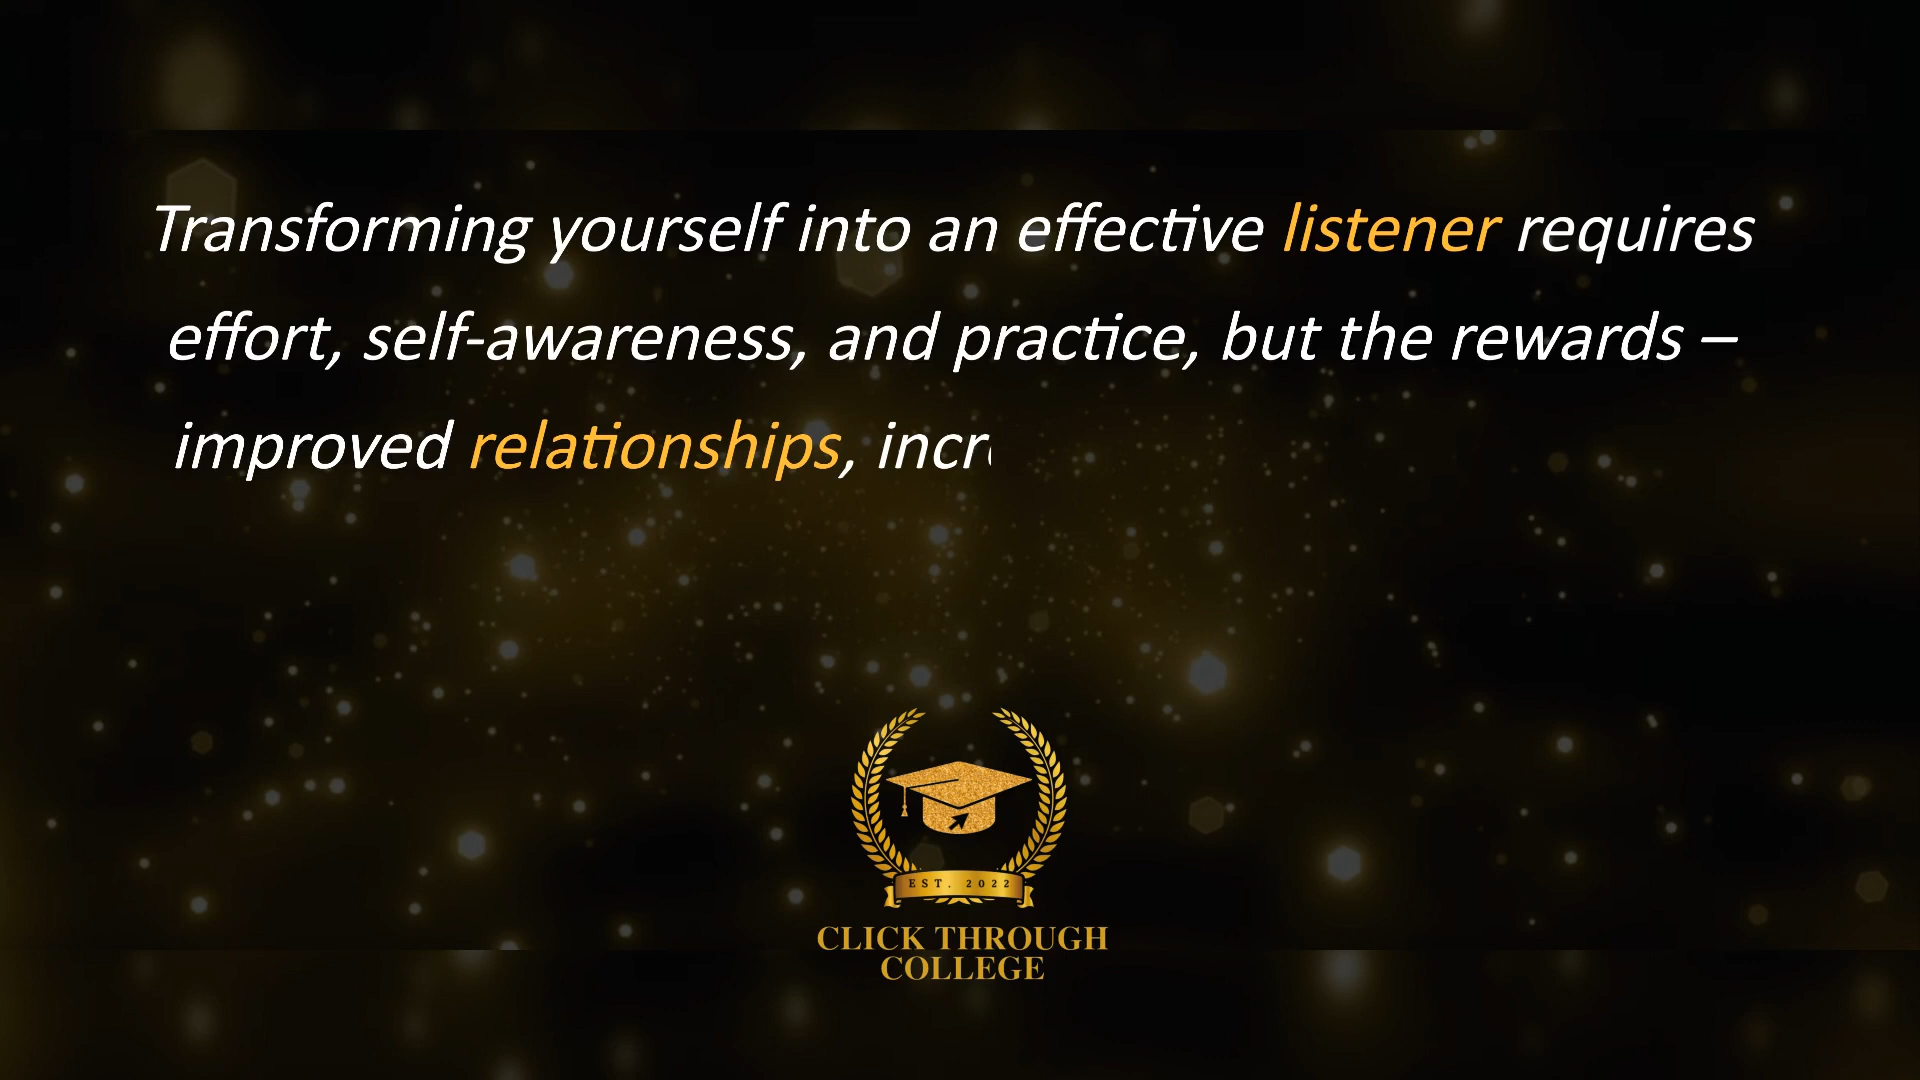 Transforming yourself into an effective listener requires
effort, self-awareness, and practice, but the rewards –
improved relationships, incr
EST. 2022
CLICK THROUGH
COLLEGE